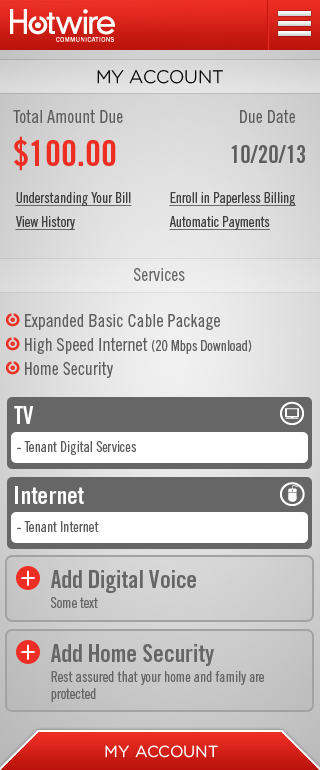 Hotwire
COMMUNICATIONS
MY ACCOUNT
Total Amount Due
Due Date
$100.00
10/20/13
Understanding Your Bill
Enroll in Paperless Billing
View History
Automatic Payments
Services
Expanded Basic Cable Package
High Speed Internet (20 Mbps Download)
Home Security
TV
- Tenant Digital Services
Internet
- Tenant Internet
Add Digital Voice
Some text
Add Home Security
Rest assured that your home and family are
protected
MY ACCOUNT